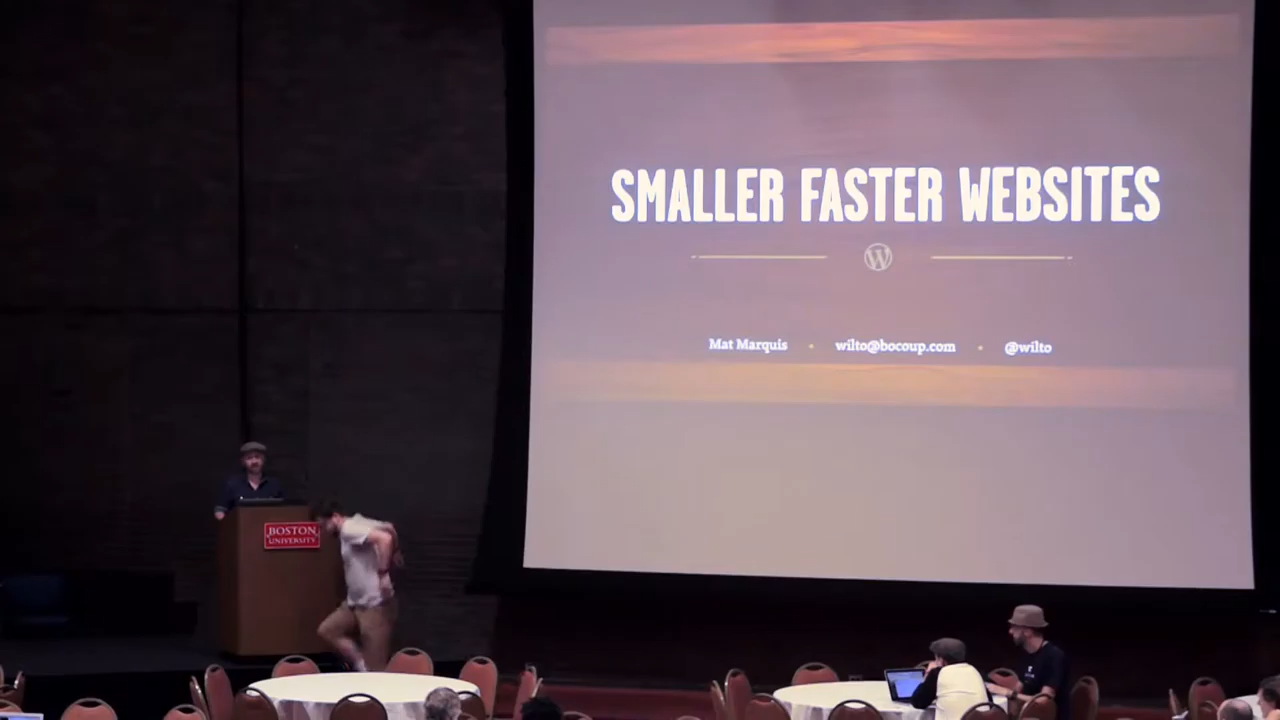 SMALLER FASTER WEBSITES
Mat Marquis • wilto@bocoup.com • @wilto
BOSTON
UNIVERSITY